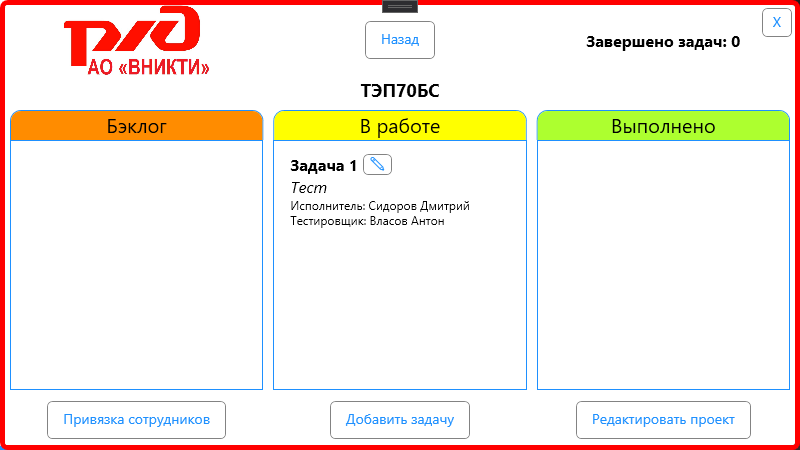 РЖД
АО «ВНИКТИ»
Назад
Завершено задач: 0
X
ТЭП70БС
Бэклог
В работе
Выполнено
Задача 1
Тест
Исполнитель: Сидоров Дмитрий
Тестировщик: Власов Антон
Привязка сотрудников
Добавить задачу
Редактировать проект